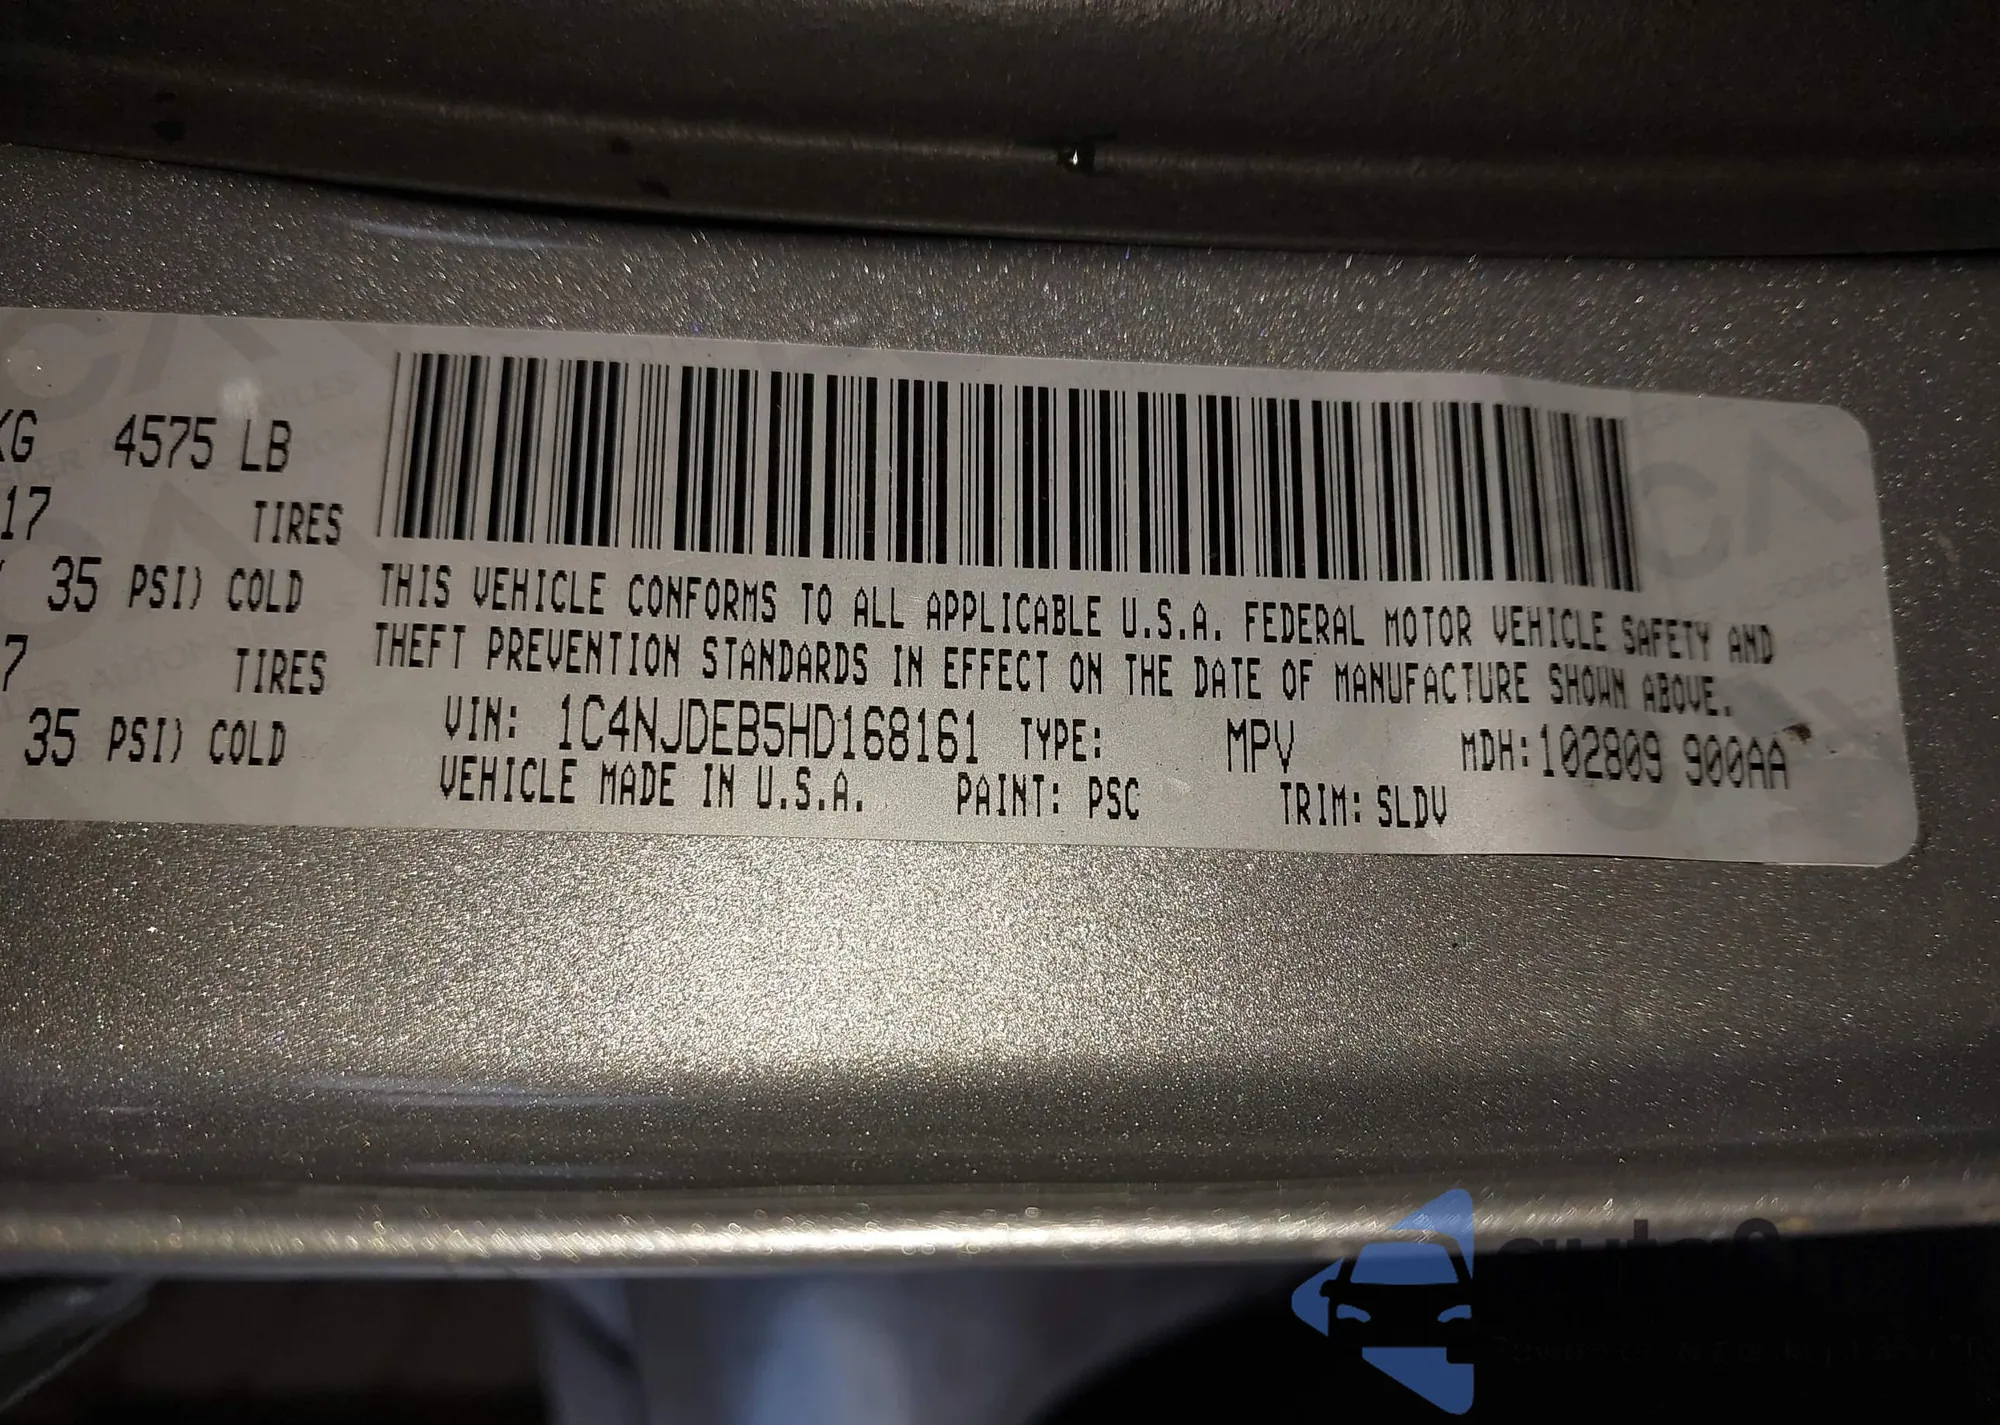 KG 4575 LB
17 TIRES
35 PSI) COLD
7 TIRES
35 PSI) COLD
THIS VEHICLE CONFORMS TO ALL APPLICABLE U.S.A. FEDERAL MOTOR VEHICLE SAFETY AND
THEFT PREVENTION STANDARDS IN EFFECT ON THE DATE OF MANUFACTURE SHOWN ABOVE.
VIN: 1C4NJDEB5HD168161 TYPE: MPV MDH:102809 900AA
VEHICLE MADE IN U.S.A. PAINT: PSC TRIM: SLDV